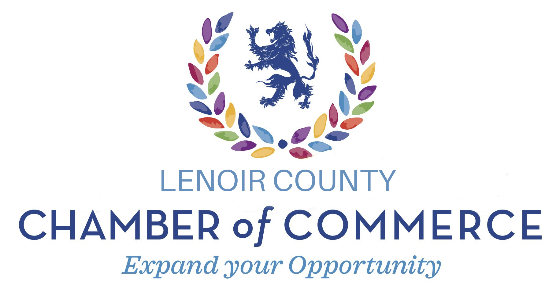 LENOIR COUNTY
CHAMBER of COMMERCE
Expand your Opportunity